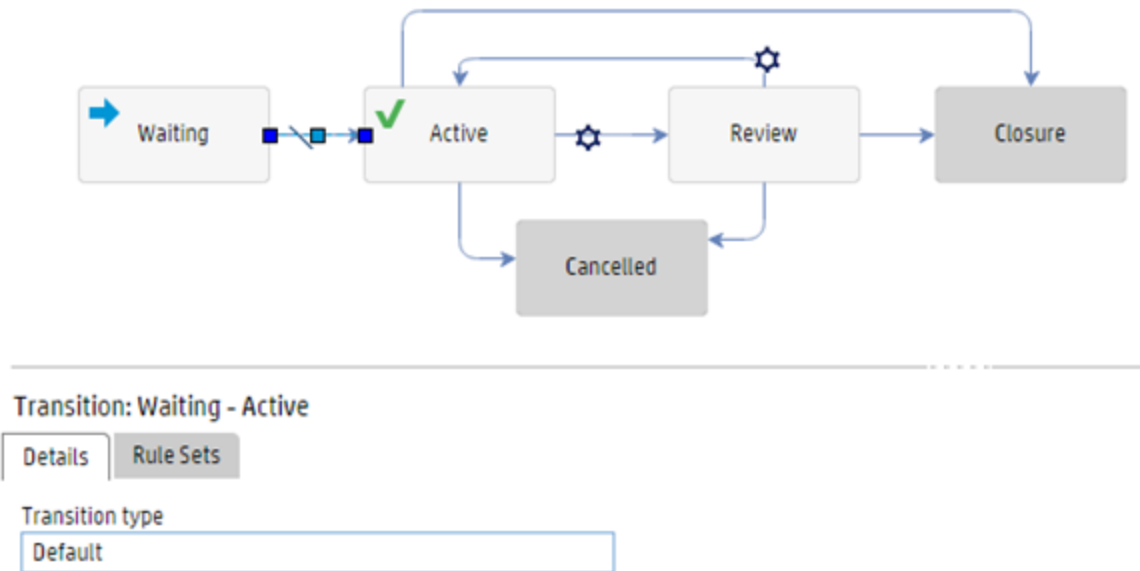 Waiting
Active
Review
Closure
Cancelled
Transition: Waiting - Active
Details
Rule Sets
Transition type
Default